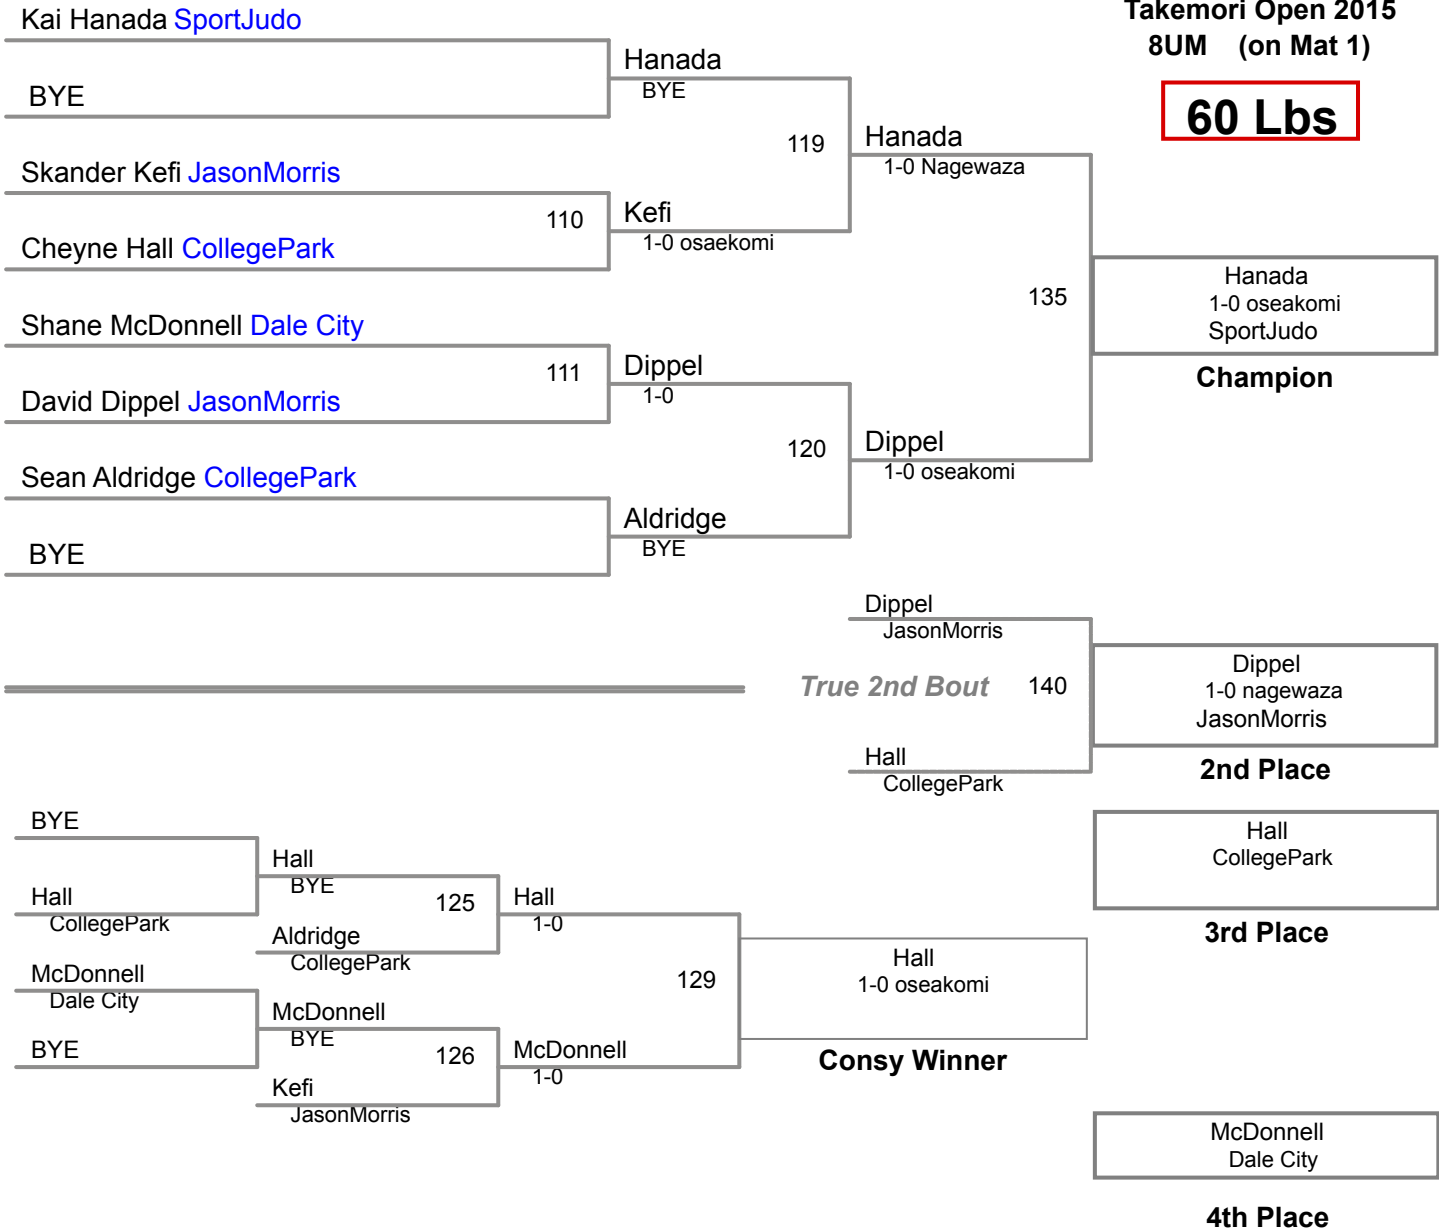 Takemori Open 2015
8UM (on Mat 1)
60 Lbs
Kai Hanada SportJudo
BYE
Skander Kefi JasonMorris
110
Cheyne Hall CollegePark
Shane McDonnell Dale City
111
David Dippel JasonMorris
Sean Aldridge CollegePark
BYE
Hanada
BYE
119
Kefi
1-0 osaekomi
Dippel
1-0
120
Aldridge
BYE
Hanada
1-0 Nagewaza
135
Dippel
1-0 oseakomi
Hanada
1-0 oseakomi
SportJudo
Champion
Dippel
JasonMorris
True 2nd Bout 140
Hall
CollegePark
Dippel
1-0 nagewaza
JasonMorris
2nd Place
BYE
Hall
CollegePark
McDonnell
Dale City
BYE
Hall
BYE
125
Aldridge
CollegePark
McDonnell
BYE
126
Kefi
JasonMorris
Hall
1-0
129
McDonnell
1-0
Hall
1-0 oseakomi
Consy Winner
Hall
CollegePark
3rd Place
McDonnell
Dale City
4th Place